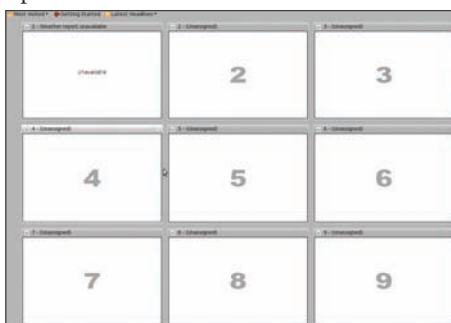 Most Visited Getting Started Latest Headlines
1 - Weather report unavailable 2 - (Unassigned) 3 - (Unassigned)
Unavailable 2 3
4 - (Unassigned) 5 - (Unassigned) 6 - (Unassigned)
4 5 6
7 - (Unassigned) 8 - (Unassigned) 9 - (Unassigned)
7 8 9